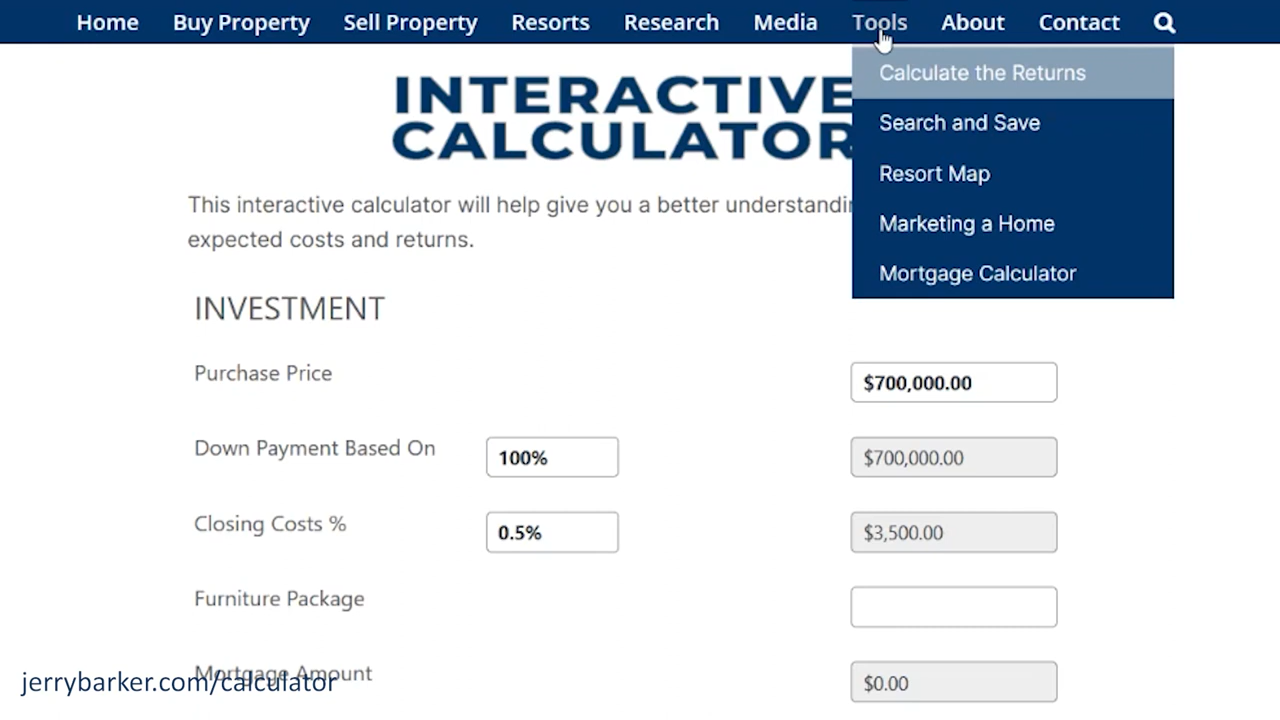 Home Buy Property Sell Property Resorts Research Media Tools About Contact
Calculate the Returns
Search and Save
Resort Map
Marketing a Home
Mortgage Calculator
INTERACTIVE
CALCULATOR
This interactive calculator will help give you a better
expected costs and returns.
INVESTMENT
Purchase Price $700,000.00
Down Payment Based On 100% $700,000.00
Closing Costs % 0.5% $3,500.00
Furniture Package
Mortgage Amount $0.00
jerrybarker.com/calculator